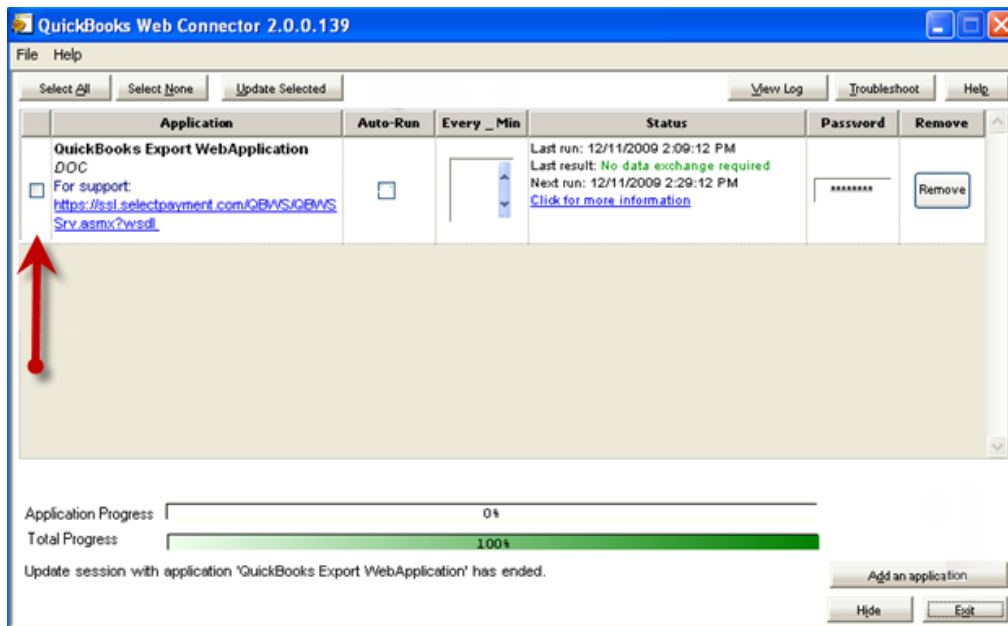 QuickBooks Web Connector 2.0.0.139
File Help
Select All Select None Update Selected View Log Troubleshoot Help
Application Auto-Run Every _ Min Status Password Remove
QuickBooks Export WebApplication
DOC
For support:
https://ssl.selectpayment.com/QBWS/QBWS
Srv.asmx?wsdl
Last run: 12/11/2009 2:09:12 PM
Last result: No data exchange required
Next run: 12/11/2009 2:29:12 PM
Click for more information
********
Remove
Application Progress 0%
Total Progress 100%
Update session with application 'QuickBooks Export WebApplication' has ended.
Add an application
Hide Exit